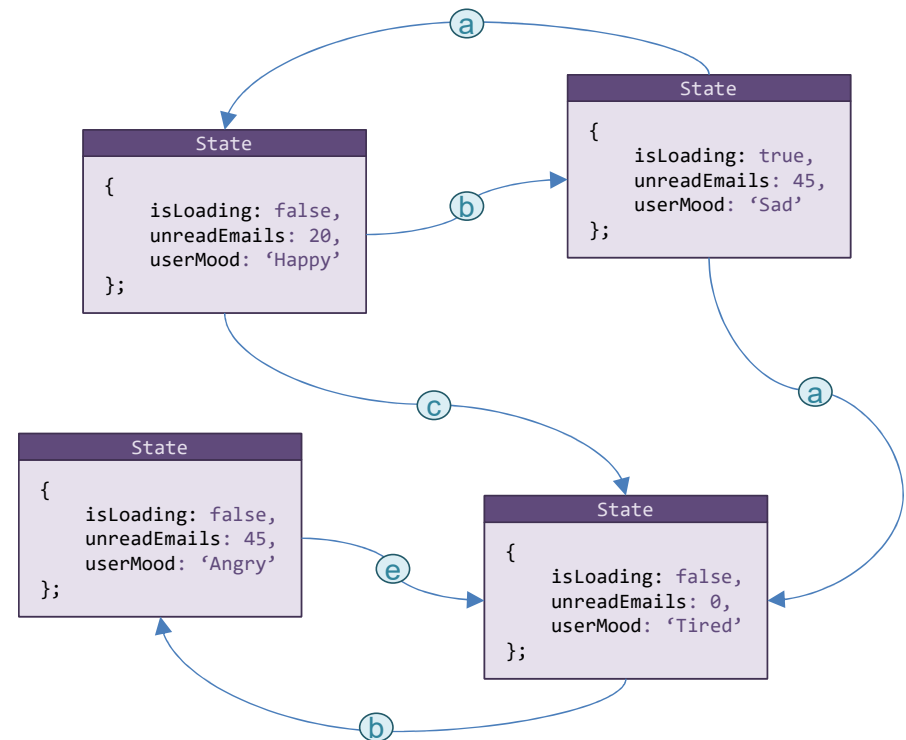 a
State
{
isLoading: true,
unreadEmails: 45,
userMood: ‘Sad’
};
State
{
isLoading: false,
unreadEmails: 20,
userMood: ‘Happy’
};
b
a
c
State
{
isLoading: false,
unreadEmails: 45,
userMood: ‘Angry’
};
e
State
{
isLoading: false,
unreadEmails: 0,
userMood: ‘Tired’
};
b